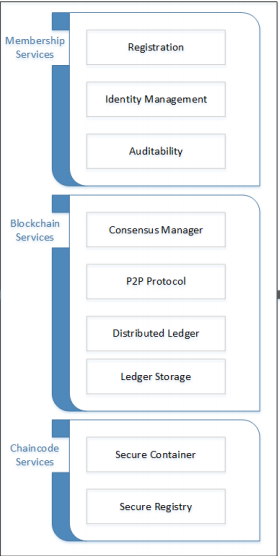 Membership
Services
Registration
Identity Management
Auditability
Blockchain
Services
Consensus Manager
P2P Protocol
Distributed Ledger
Ledger Storage
Chaincode
Services
Secure Container
Secure Registry